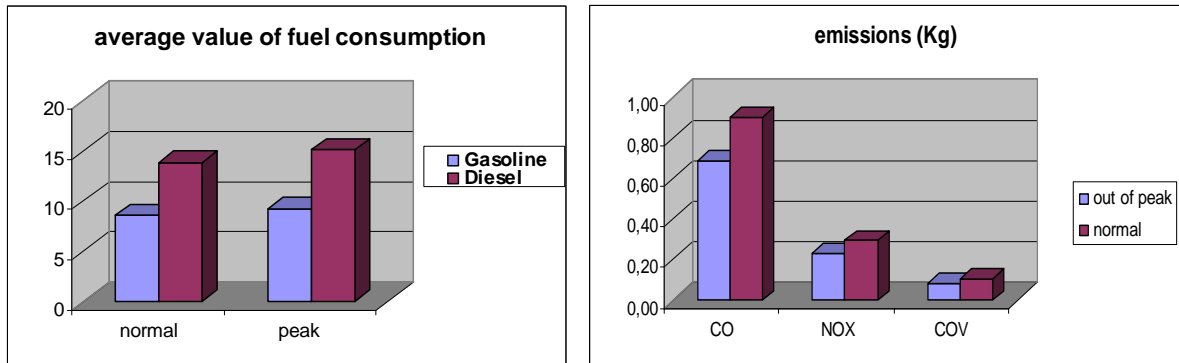 average value of fuel consumption
20
15
10
5
0
normal peak
Gasoline
Diesel
emissions (Kg)
1,00
0,80
0,60
0,40
0,20
0,00
CO NOX COV
out of peak
normal